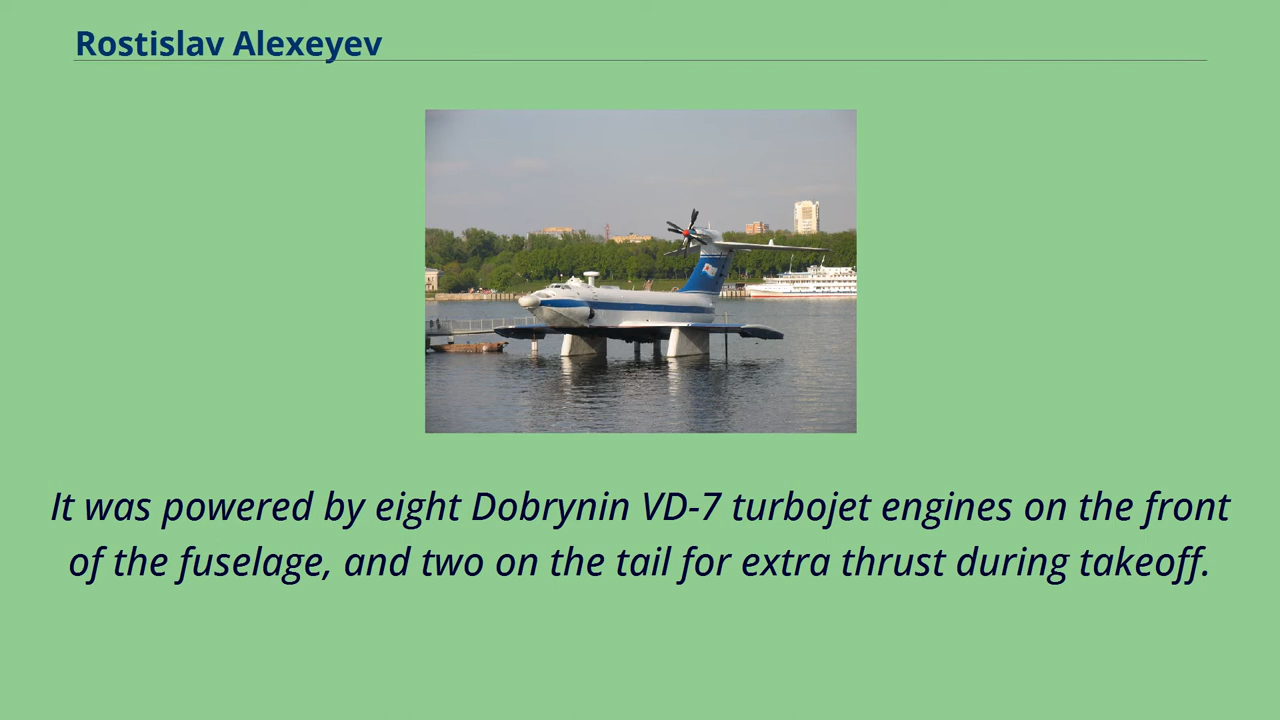 Rostislav Alexeyev
It was powered by eight Dobrynin VD-7 turbojet engines on the front
of the fuselage, and two on the tail for extra thrust during takeoff.